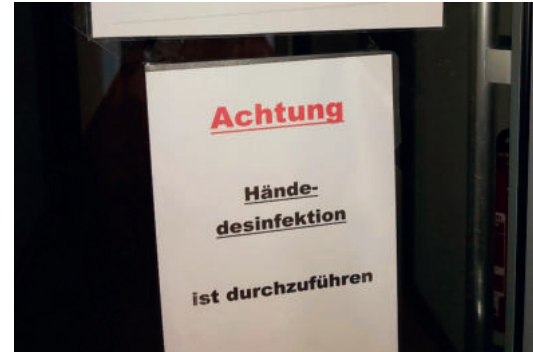 Achtung
Hände-
desinfektion
ist durchzuführen